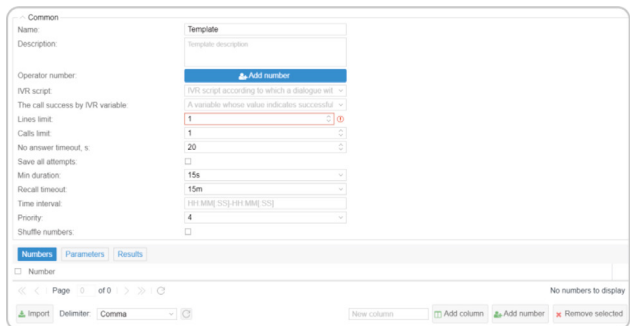 Common
Name: Template
Description: Template description
Operator number: Add number
IVR script: IVR script according to which a dialogue wit
The call success by IVR variable: A variable whose value indicates successful
Lines limit: 1
Calls limit: 1
No answer timeout, s: 20
Save all attempts:
Min duration: 15s
Recall timeout: 15m
Time interval: HH:MM[:SS]-HH:MM[:SS]
Priority: 4
Shuffle numbers:
Numbers Parameters Results
Number
Page 0 of 0 No numbers to display
Import Delimiter: Comma New column Add column Add number Remove selected